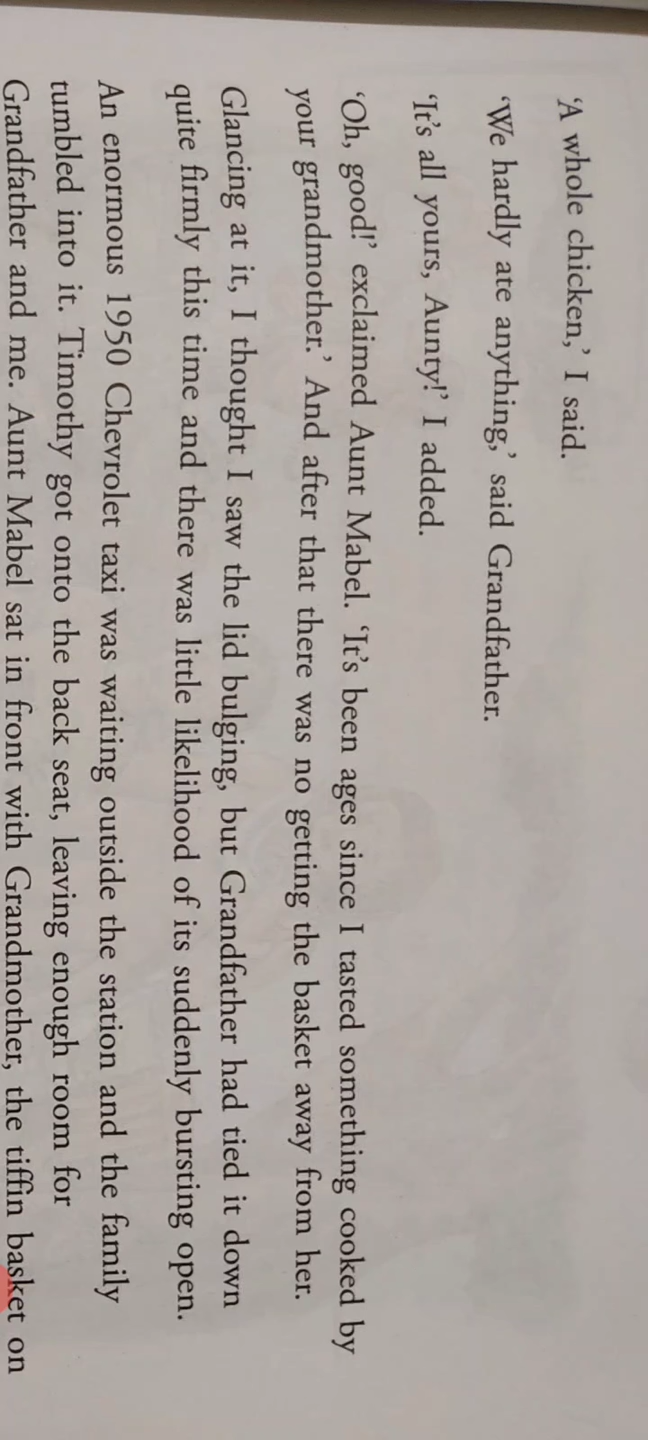 ‘A whole chicken,’ I said.
‘We hardly ate anything,’ said Grandfather.
‘It’s all yours, Aunty!’ I added.
‘Oh, good!’ exclaimed Aunt Mabel. ‘It’s been ages since I tasted something cooked by
your grandmother.’ And after that there was no getting the basket away from her.
Glancing at it, I thought I saw the lid bulging, but Grandfather had tied it down
quite firmly this time and there was little likelihood of its suddenly bursting open.
An enormous 1950 Chevrolet taxi was waiting outside the station and the family
tumbled into it. Timothy got onto the back seat, leaving enough room for
Grandfather and me. Aunt Mabel sat in front with Grandmother, the tiffin basket on